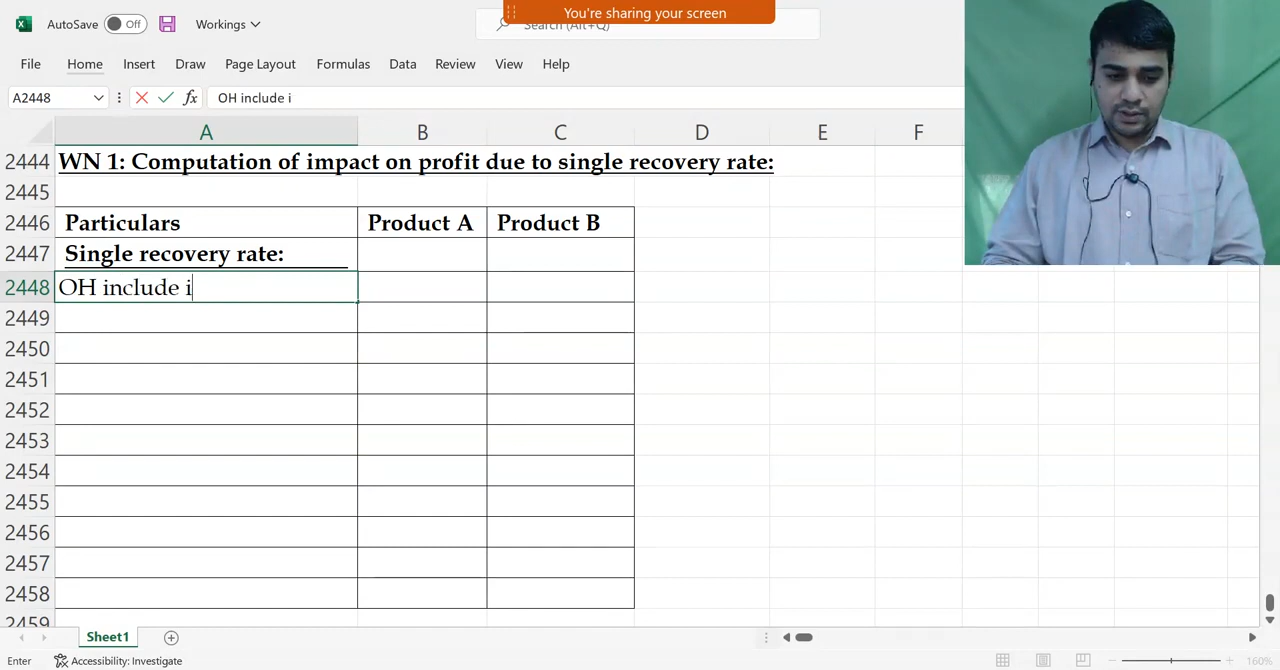 You're sharing your screen
AutoSave Off Workings Search (Alt+Q)
File Home Insert Draw Page Layout Formulas Data Review View Help
A2448 fx OH include i
A B C D E F
2444 WN 1: Computation of impact on profit due to single recovery rate:
2445
2446 Particulars Product A Product B
2447 Single recovery rate:
2448 OH include i
2449
2450
2451
2452
2453
2454
2455
2456
2457
2458
2459
Sheet1
Enter Accessibility: Investigate 160%